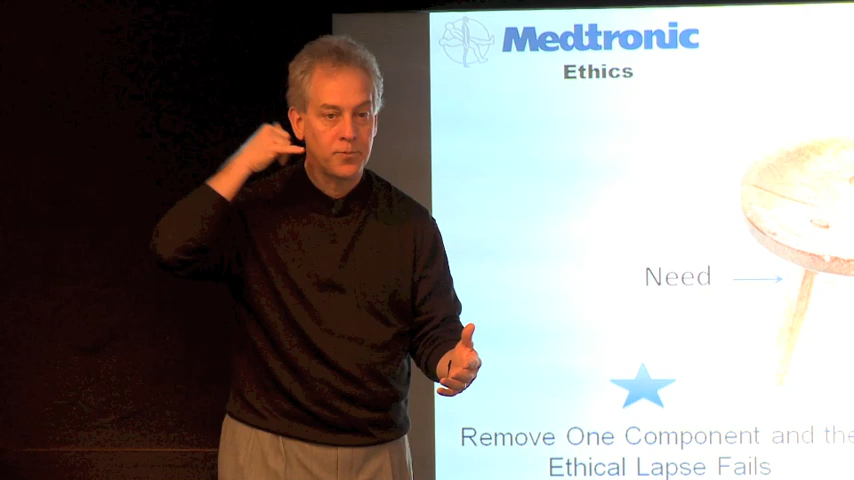 Medtronic
Ethics
Need
Remove One Component and the
Ethical Lapse Fails